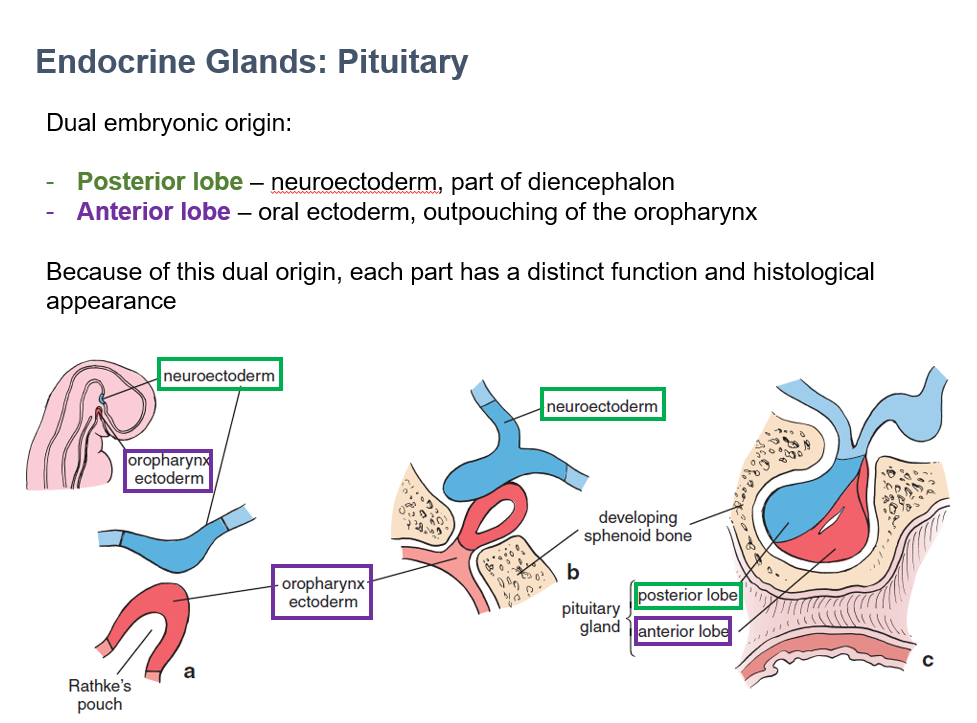 Endocrine Glands: Pituitary
Dual embryonic origin:
- Posterior lobe – neuroectoderm, part of diencephalon
- Anterior lobe – oral ectoderm, outpouching of the oropharynx
Because of this dual origin, each part has a distinct function and histological
appearance
neuroectoderm
oropharynx
ectoderm
oropharynx
ectoderm
Rathke's
pouch
a
neuroectoderm
developing
sphenoid bone
b
pituitary
gland
posterior lobe
anterior lobe
c